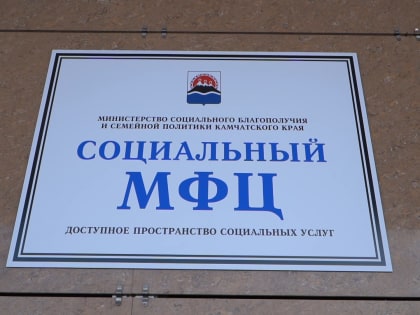 МИНИСТЕРСТВО СОЦИАЛЬНОГО БЛАГОПОЛУЧИЯ
И СЕМЕЙНОЙ ПОЛИТИКИ КАМЧАТСКОГО КРАЯ
СОЦИАЛЬНЫЙ
МФЦ
ДОСТУПНОЕ ПРОСТРАНСТВО СОЦИАЛЬНЫХ УСЛУГ